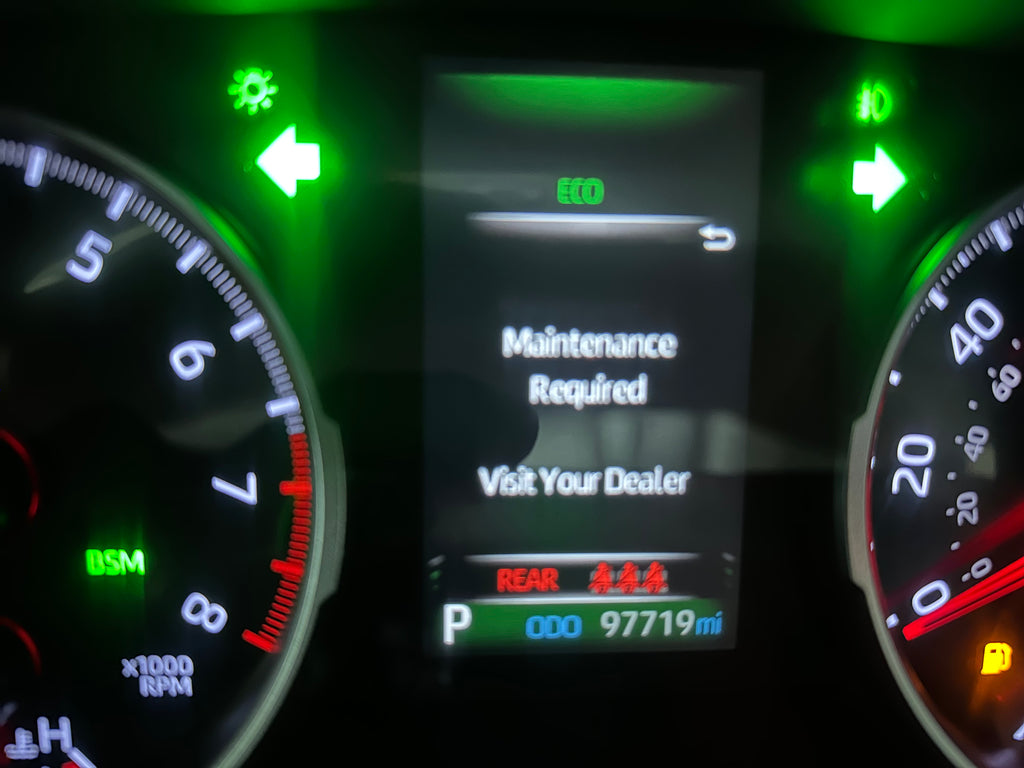 ECO
Maintenance
Required
Visit Your Dealer
REAR
P ODO 97719 mi
5
6
7
8
x1000
RPM
BSM
H
40
60
20
40
20
0
0